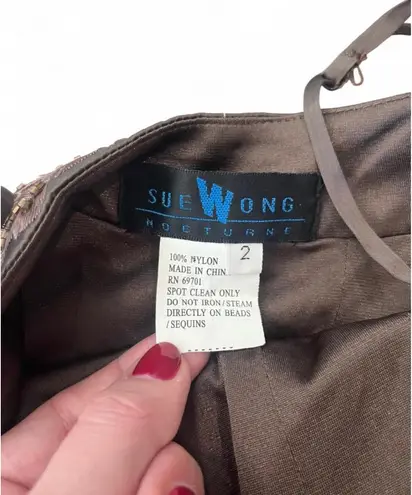 SUE WONG
NOCTURNE
2
100% NYLON
MADE IN CHIN
RN 69701
SPOT CLEAN ONLY
DO NOT IRON/STEAM
DIRECTLY ON BEADS
/SEQUINS